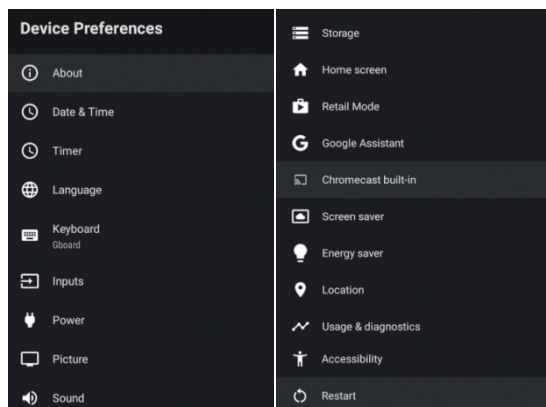 Device Preferences
About
Date & Time
Timer
Language
Keyboard
Gboard
Inputs
Power
Picture
Sound
Storage
Home screen
Retail Mode
Google Assistant
Chromecast built-in
Screen saver
Energy saver
Location
Usage & diagnostics
Accessibility
Restart